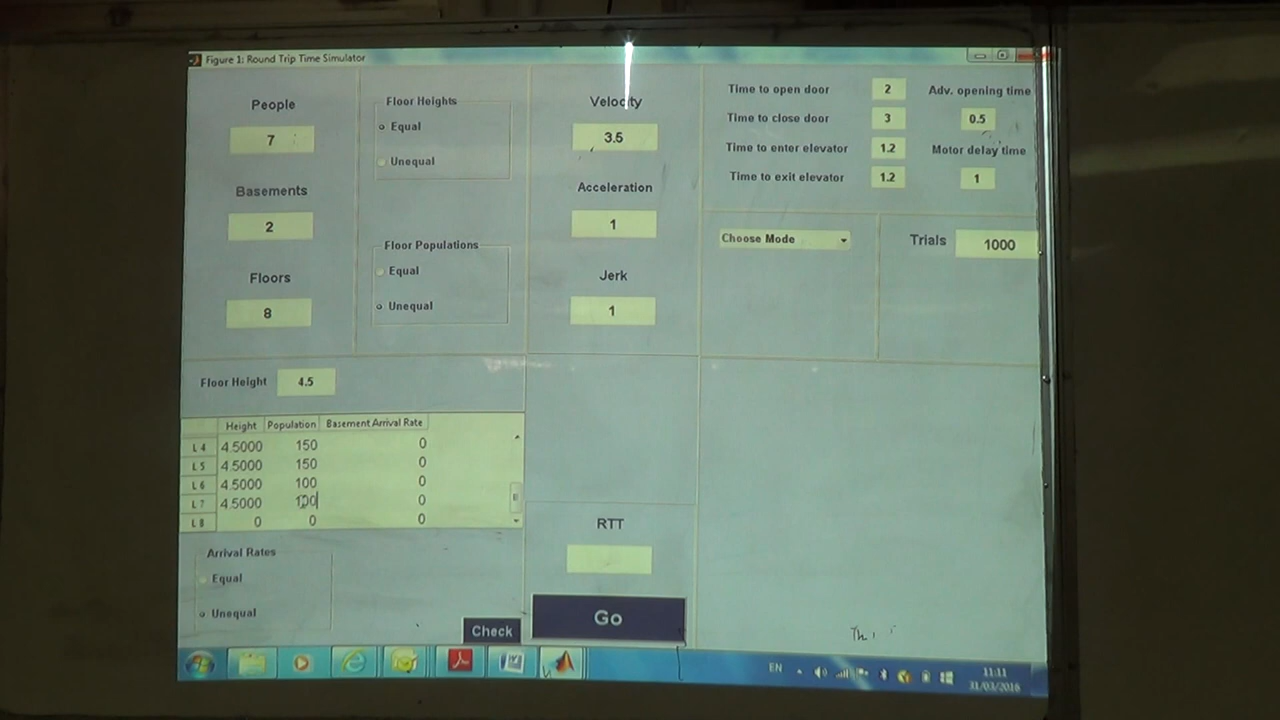 Figure 1: Round Trip Time Simulator
People
7
Basements
2
Floors
8
Floor Heights
Equal
Unequal
Floor Populations
Equal
Unequal
Velocity
3.5
Acceleration
1
Jerk
1
Time to open door 2
Time to close door 3
Time to enter elevator 1.2
Time to exit elevator 1.2
Adv. opening time
0.5
Motor delay time
1
Choose Mode
Trials 1000
Floor Height 4.5
Height Population Basement Arrival Rate
L 4 4.5000 150 0
L 5 4.5000 150 0
L 6 4.5000 100 0
L 7 4.5000 100 0
L 8 0 0 0
Arrival Rates
Equal
Unequal
Check
RTT
Go
EN
11:11
31/03/2016